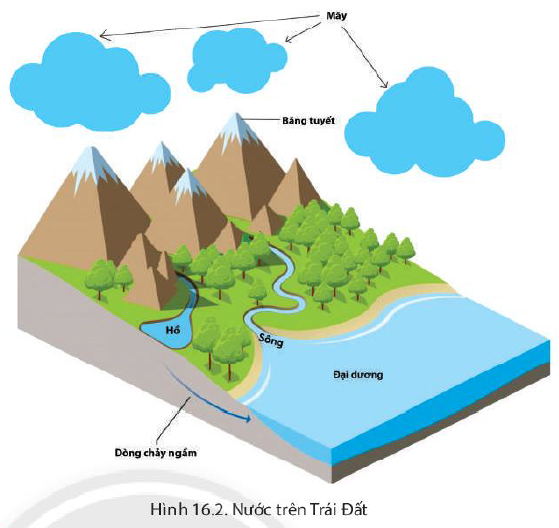 Mây
Băng tuyết
Hồ
Sông
Đại dương
Dòng chảy ngầm
Hình 16.2. Nước trên Trái Đất